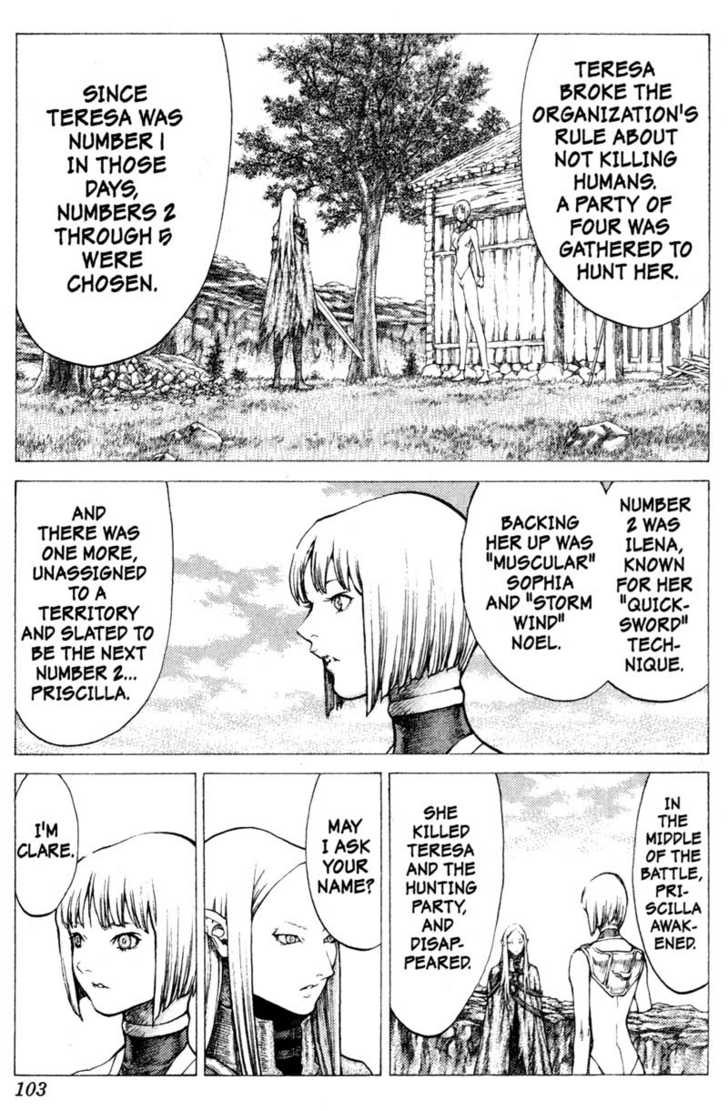 TERESA
BROKE THE
ORGANIZATION'S
RULE ABOUT
NOT KILLING
HUMANS.
A PARTY OF
FOUR WAS
GATHERED TO
HUNT HER.
SINCE
TERESA WAS
NUMBER 1
IN THOSE
DAYS,
NUMBERS 2
THROUGH 5
WERE
CHOSEN.
NUMBER
2 WAS
ILENA,
KNOWN
FOR HER
"QUICK-
SWORD"
TECH-
NIQUE.
BACKING
HER UP WAS
"MUSCULAR"
SOPHIA
AND "STORM
WIND"
NOEL.
AND
THERE WAS
ONE MORE,
UNASSIGNED
TO A
TERRITORY
AND SLATED TO
BE THE NEXT
NUMBER 2...
PRISCILLA.
IN
THE
MIDDLE
OF THE
BATTLE,
PRI-
SCILLA
AWAK-
ENED.
SHE
KILLED
TERESA
AND THE
HUNTING
PARTY,
AND
DISAP-
PEARED.
MAY
I ASK
YOUR
NAME?
I'M
CLARE.
103